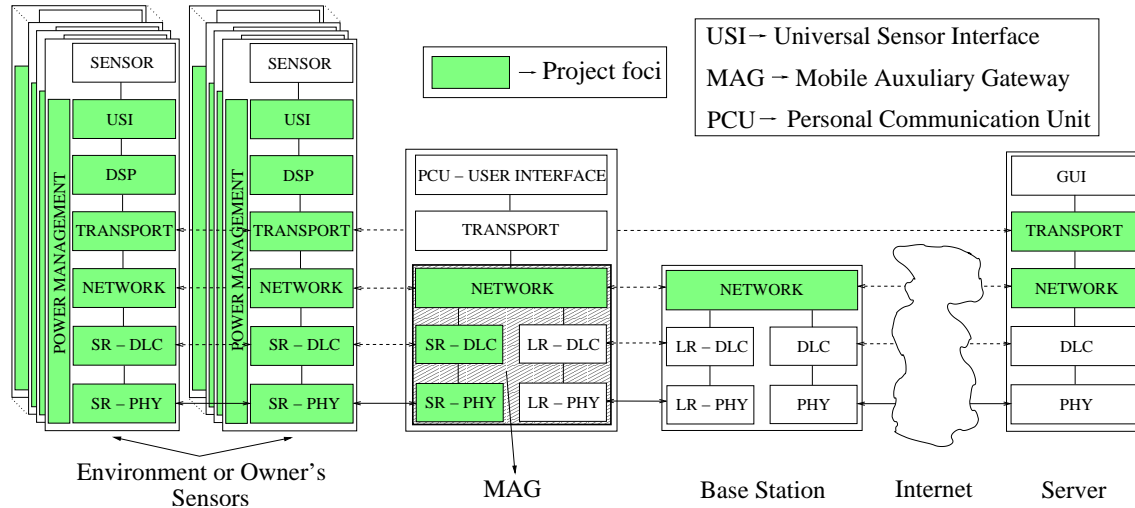 USI → Universal Sensor Interface
MAG → Mobile Auxuliary Gateway
PCU → Personal Communication Unit
→ Project foci
SENSOR
USI
DSP
TRANSPORT
NETWORK
SR – DLC
SR – PHY
POWER MANAGEMENT
SENSOR
USI
DSP
TRANSPORT
NETWORK
SR – DLC
SR – PHY
POWER MANAGEMENT
Environment or Owner's
Sensors
PCU – USER INTERFACE
TRANSPORT
NETWORK
SR – DLC
LR – DLC
SR – PHY
LR – PHY
MAG
NETWORK
LR – DLC
DLC
LR – PHY
PHY
Base Station
Internet
GUI
TRANSPORT
NETWORK
DLC
PHY
Server